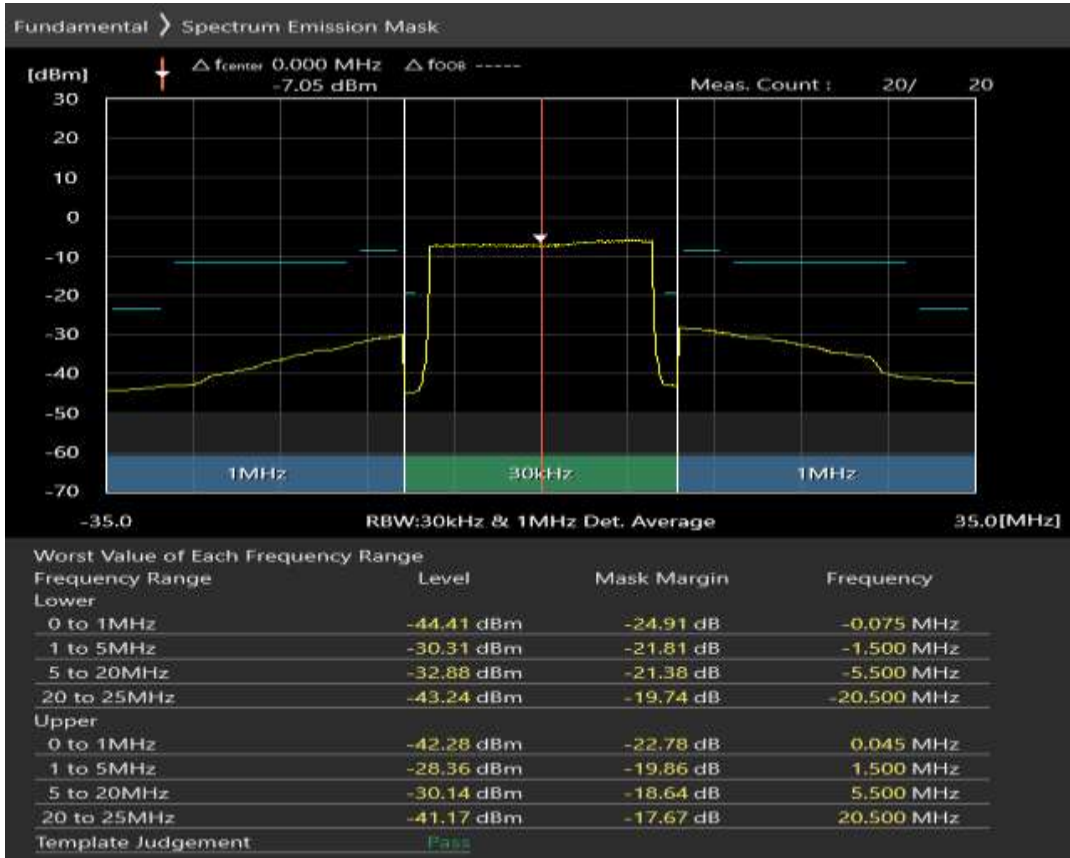 Fundamental ❯ Spectrum Emission Mask
△ fcenter 0.000 MHz △ fOOB -----
[dBm] -7.05 dBm Meas. Count : 20/ 20
30
20
10
0
-10
-20
-30
-40
-50
-60
1MHz 30kHz 1MHz
-70
-35.0 RBW:30kHz & 1MHz Det. Average 35.0[MHz]
Worst Value of Each Frequency Range
Frequency Range Level Mask Margin Frequency
Lower
0 to 1MHz -44.41 dBm -24.91 dB -0.075 MHz
1 to 5MHz -30.31 dBm -21.81 dB -1.500 MHz
5 to 20MHz -32.88 dBm -21.38 dB -5.500 MHz
20 to 25MHz -43.24 dBm -19.74 dB -20.500 MHz
Upper
0 to 1MHz -42.28 dBm -22.78 dB 0.045 MHz
1 to 5MHz -28.36 dBm -19.86 dB 1.500 MHz
5 to 20MHz -30.14 dBm -18.64 dB 5.500 MHz
20 to 25MHz -41.17 dBm -17.67 dB 20.500 MHz
Template Judgement Pass